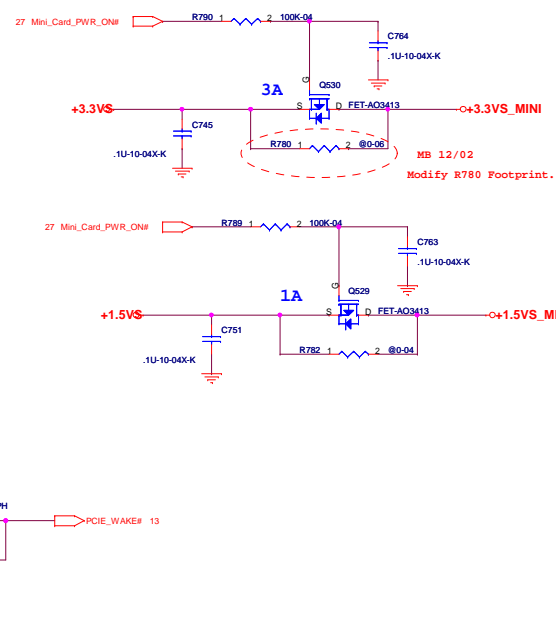 27 Mini_Card_PWR_ON#
R790 1 2 100K-04
C764
.1U-10-04X-K
3A
G
Q530
+3.3VS
S D FET-AO3413
+3.3VS_MINI
C745
.1U-10-04X-K
R780 1 2 @0-06
MB 12/02
Modify R780 Footprint.
27 Mini_Card_PWR_ON#
R789 1 2 100K-04
C763
.1U-10-04X-K
1A
G
Q529
+1.5VS
S D FET-AO3413
+1.5VS_MI
C751
.1U-10-04X-K
R782 1 2 @0-04
PH
PCIE_WAKE# 13